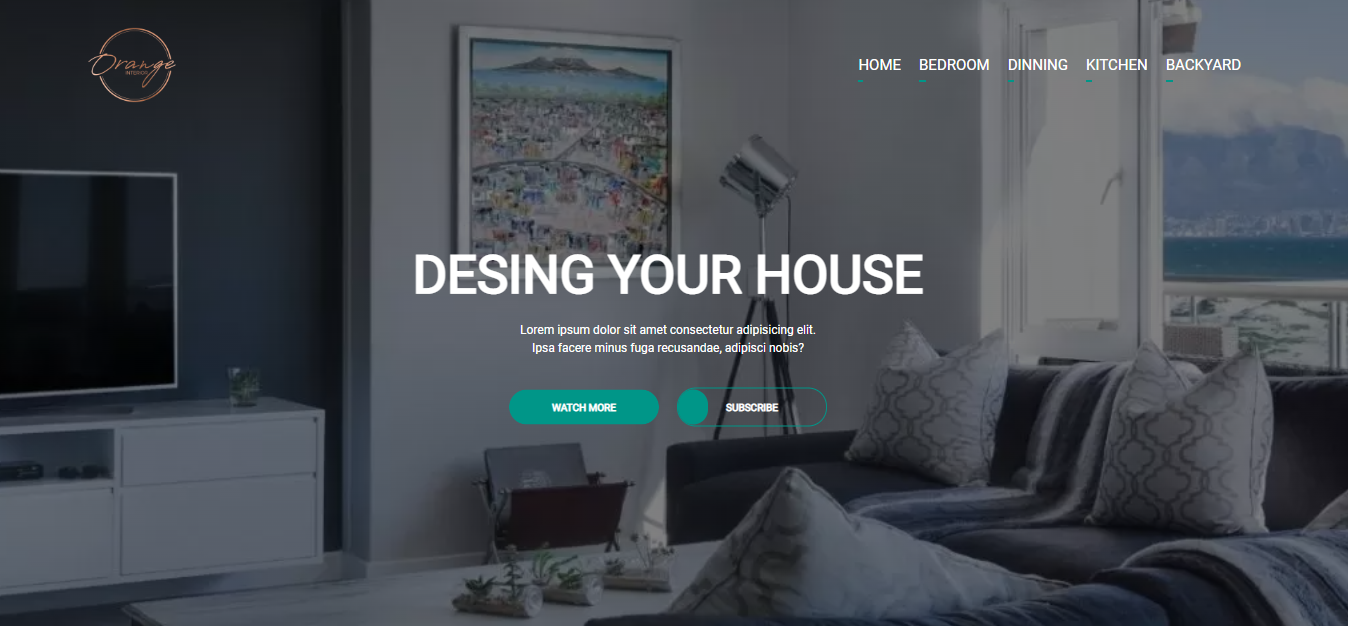 Orange
INTERIOR
HOME BEDROOM DINNING KITCHEN BACKYARD
DESING YOUR HOUSE
Lorem ipsum dolor sit amet consectetur adipisicing elit.
Ipsa facere minus fuga recusandae, adipisci nobis?
WATCH MORE SUBSCRIBE